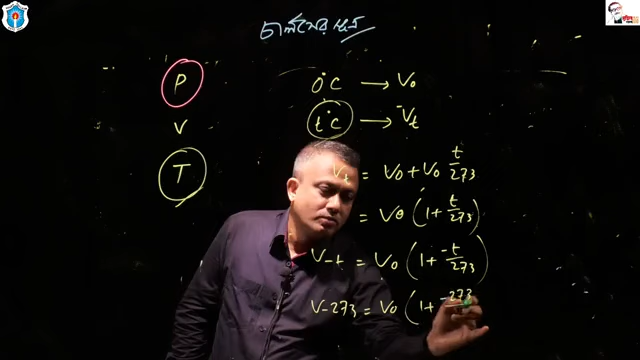 চার্লসের সূত্র
P
0°C → V₀
V
t°C → Vₜ
T
Vₜ = V₀ + V₀ t/273
= V₀ (1 + t/273)
V₋ₜ = V₀ (1 + -t/273)
V₋₂₇₃ = V₀ (1 + -273